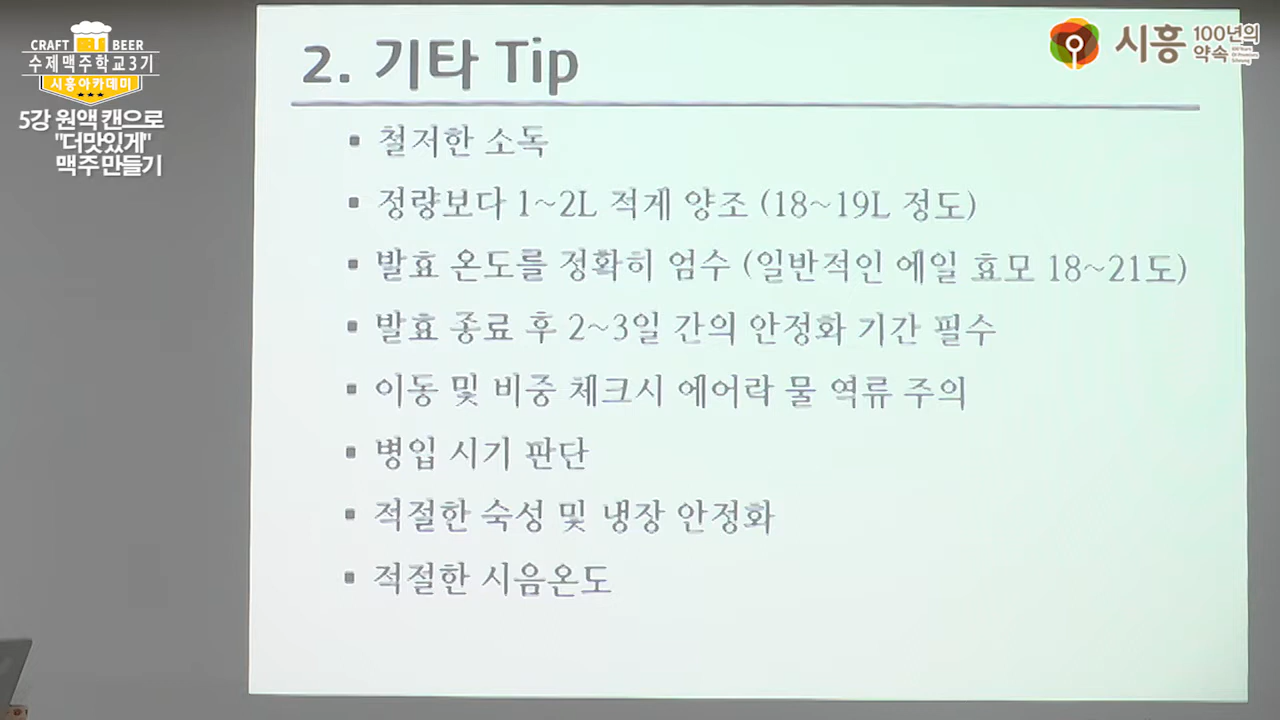 CRAFT BEER
수제맥주학교3기
시흥아카데미
5강 원액 캔으로
"더맛있게"
맥주 만들기
시흥 100년의
약속
2. 기타 Tip
▪ 철저한 소독
▪ 정량보다 1~2L 적게 양조 (18~19L 정도)
▪ 발효 온도를 정확히 엄수 (일반적인 에일 효모 18~21도)
▪ 발효 종료 후 2~3일 간의 안정화 기간 필수
▪ 이동 및 비중 체크시 에어락 물 역류 주의
▪ 병입 시기 판단
▪ 적절한 숙성 및 냉장 안정화
▪ 적절한 시음온도